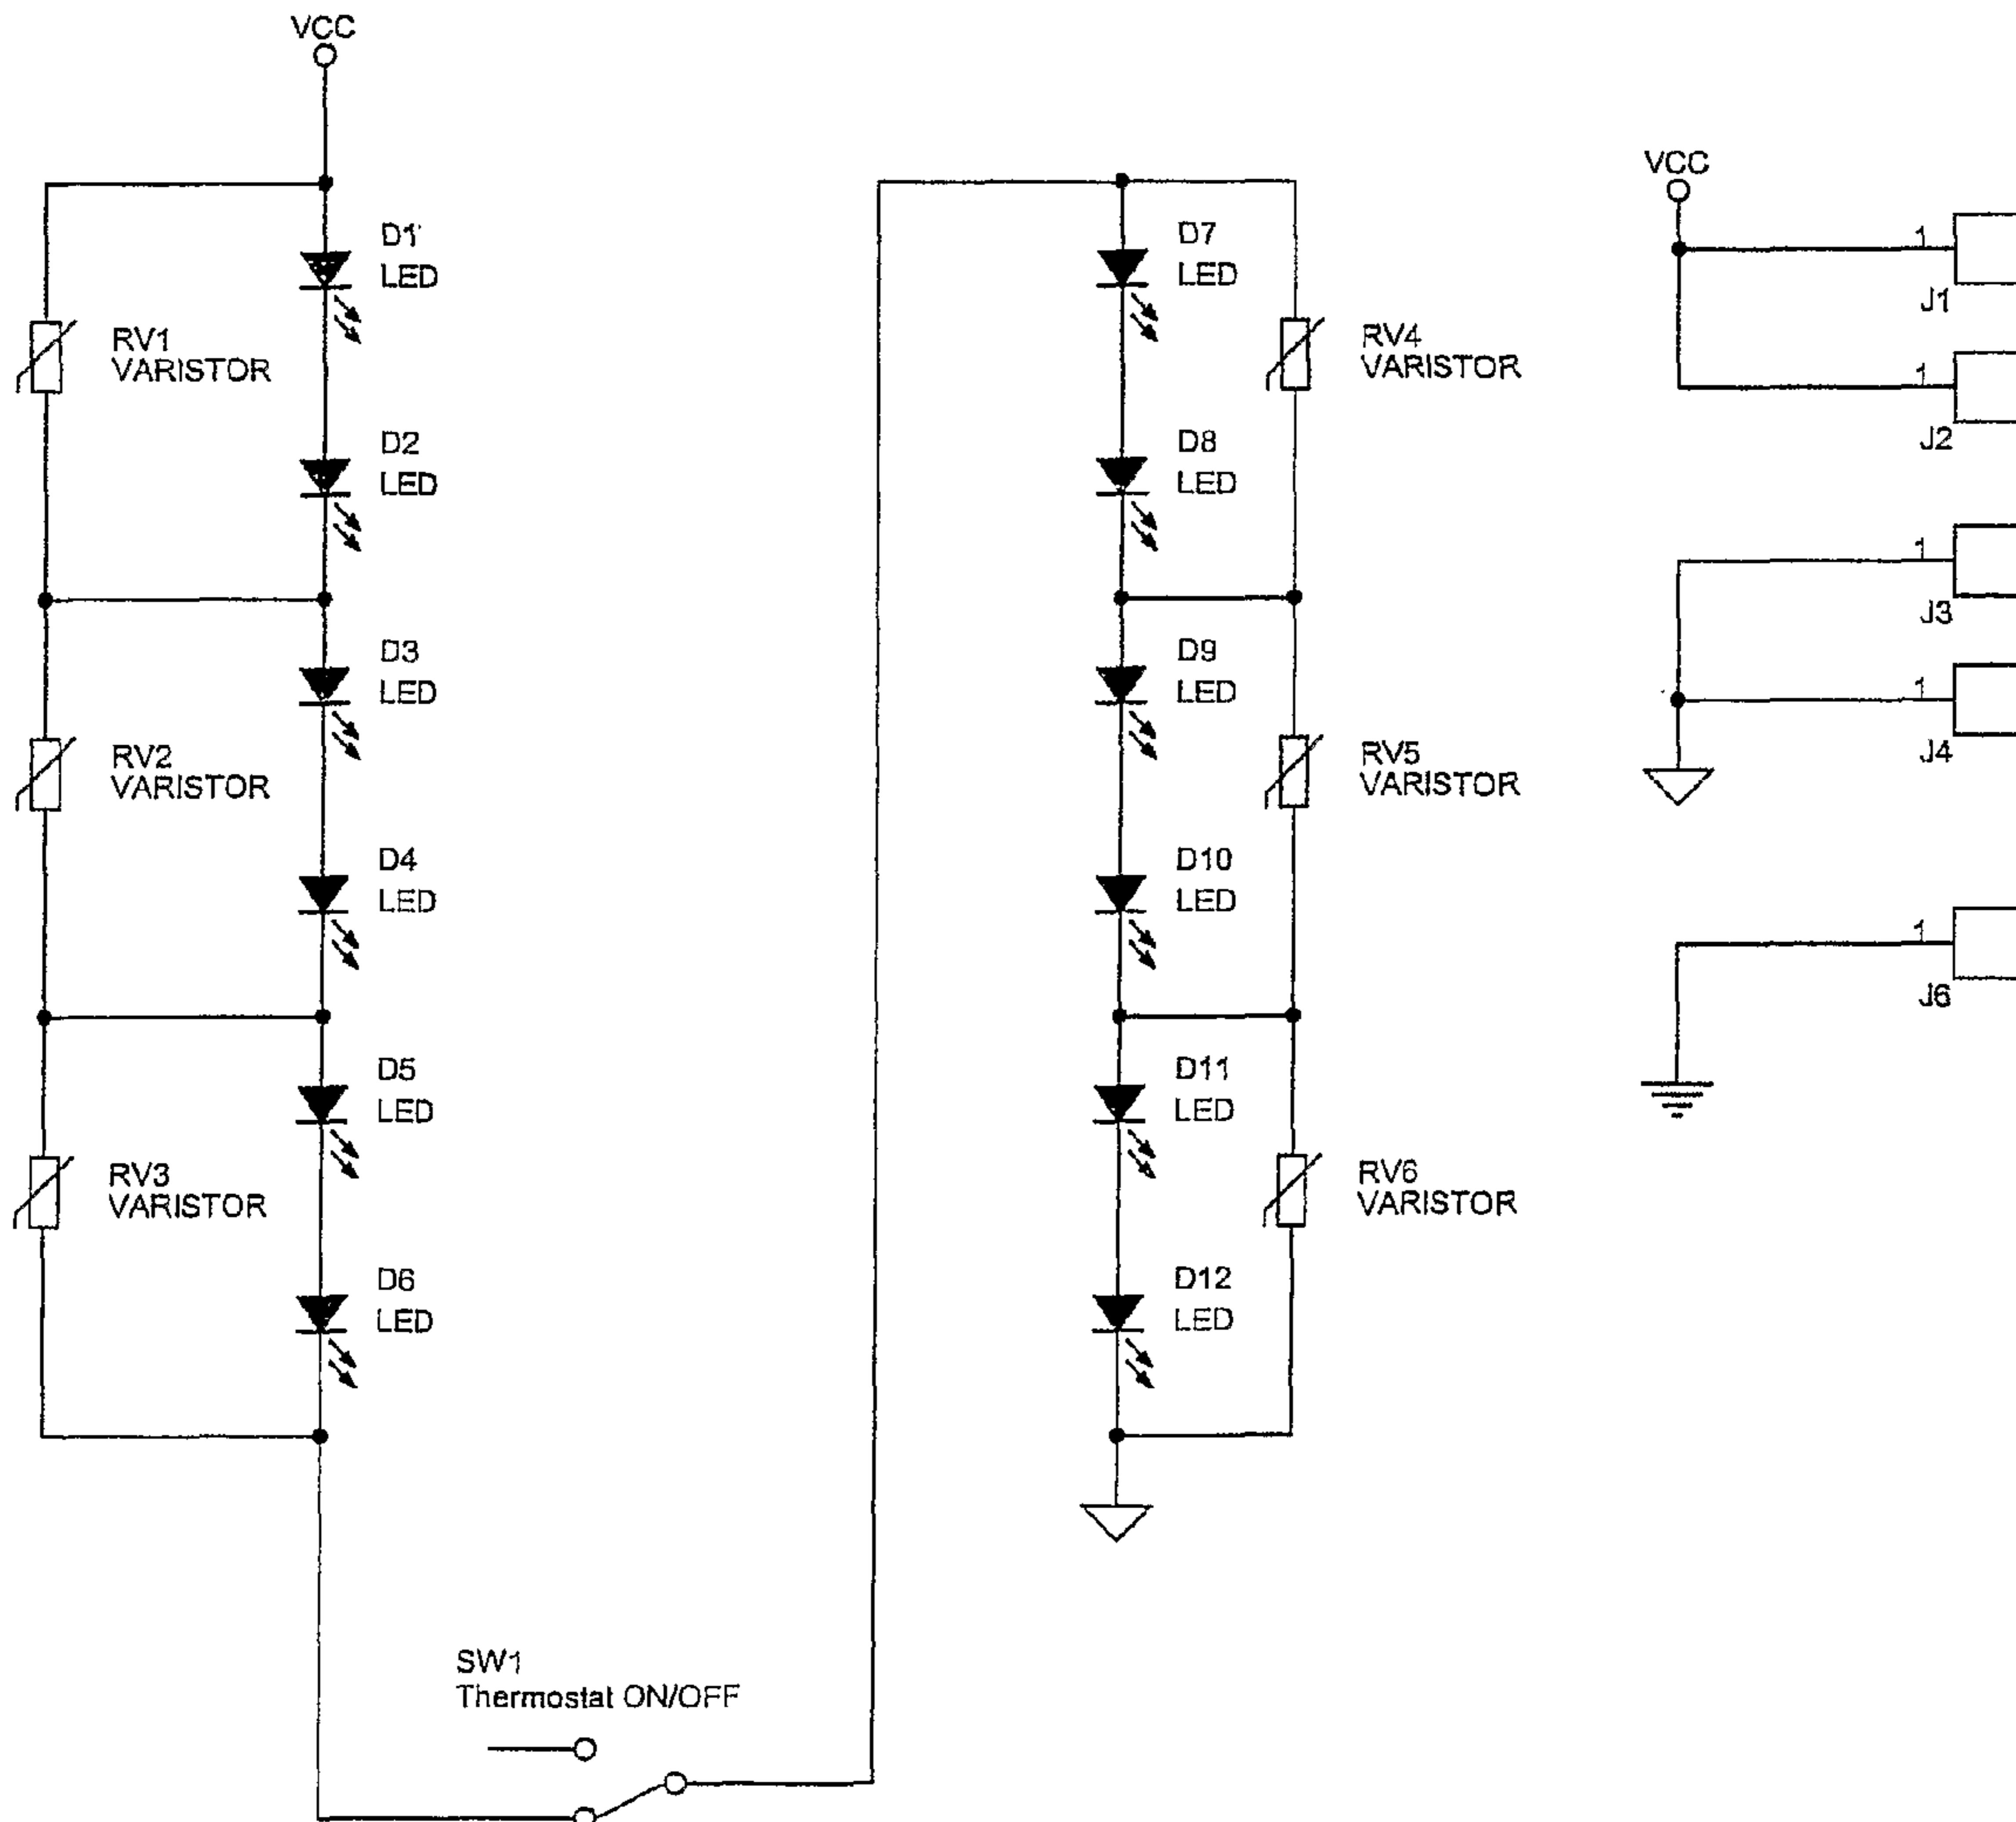 VCC
D1
LED
RV1
VARISTOR
D2
LED
D3
LED
RV2
VARISTOR
D4
LED
D5
LED
RV3
VARISTOR
D6
LED
SW1
Thermostat ON/OFF
D7
LED
RV4
VARISTOR
D8
LED
D9
LED
RV5
VARISTOR
D10
LED
D11
LED
RV6
VARISTOR
D12
LED
VCC
1
J1
1
J2
1
J3
1
J4
1
J6